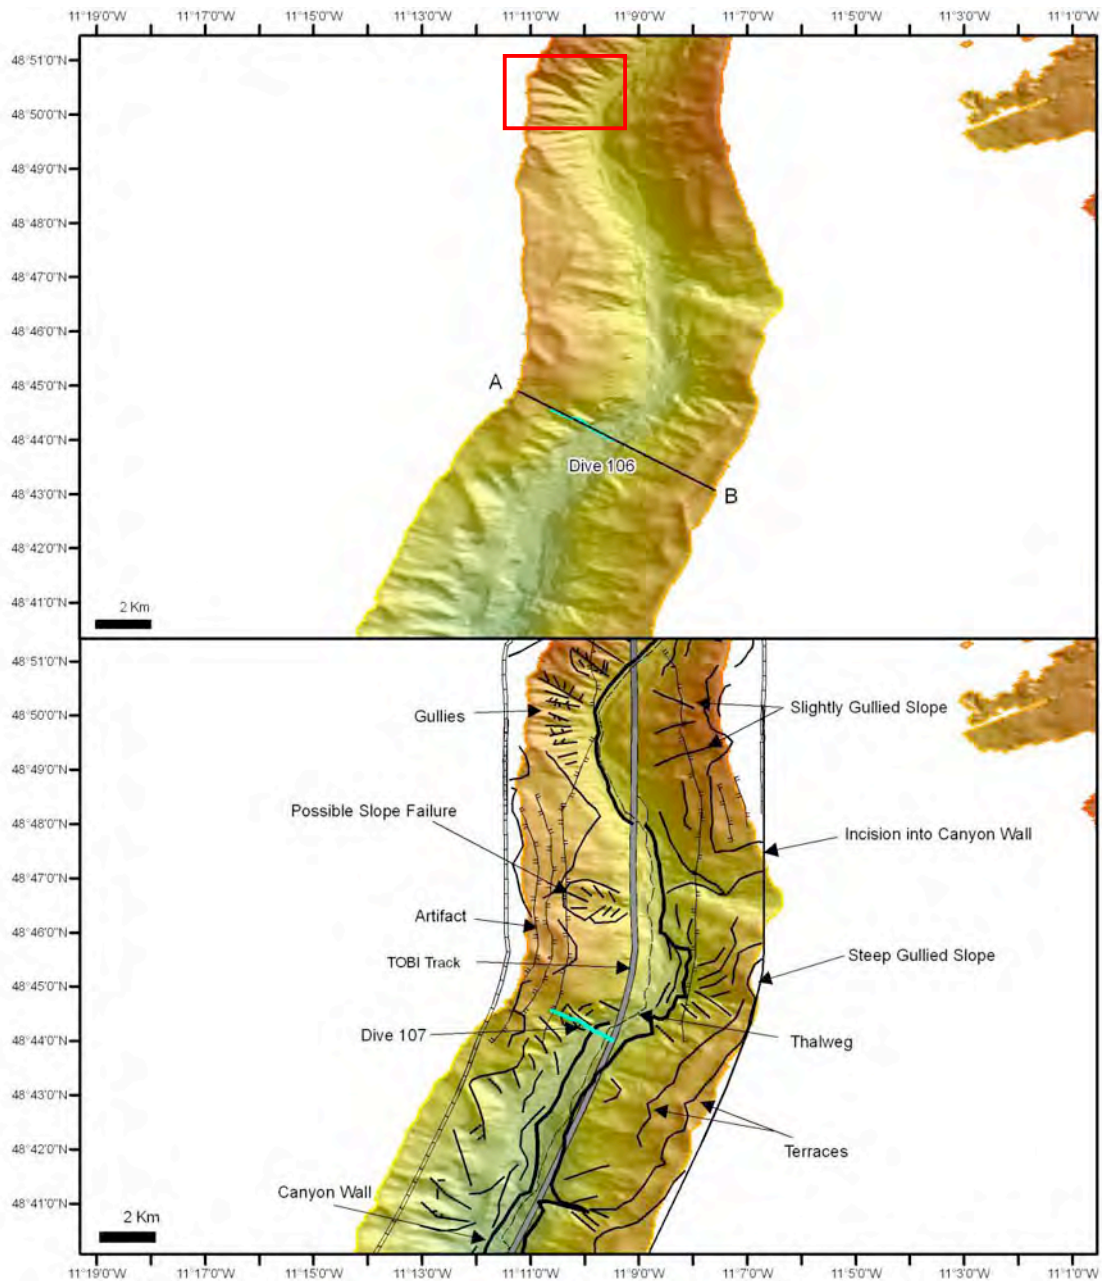 11°19'0"W 11°17'0"W 11°15'0"W 11°13'0"W 11°11'0"W 11°9'0"W 11°7'0"W 11°5'0"W 11°3'0"W 11°1'0"W
48°51'0"N
48°50'0"N
48°49'0"N
48°48'0"N
48°47'0"N
48°46'0"N
48°45'0"N
A
48°44'0"N
Dive 106
48°43'0"N
B
48°42'0"N
48°41'0"N
2 Km
48°51'0"N
48°50'0"N
Gullies
Slightly Gullied Slope
48°49'0"N
48°48'0"N
Possible Slope Failure
Incision into Canyon Wall
48°47'0"N
Artifact
48°46'0"N
TOBI Track
Steep Gullied Slope
48°45'0"N
Dive 107
Thalweg
48°44'0"N
48°43'0"N
48°42'0"N
Terraces
48°41'0"N
Canyon Wall
2 Km
11°19'0"W 11°17'0"W 11°15'0"W 11°13'0"W 11°11'0"W 11°9'0"W 11°7'0"W 11°5'0"W 11°3'0"W 11°1'0"W